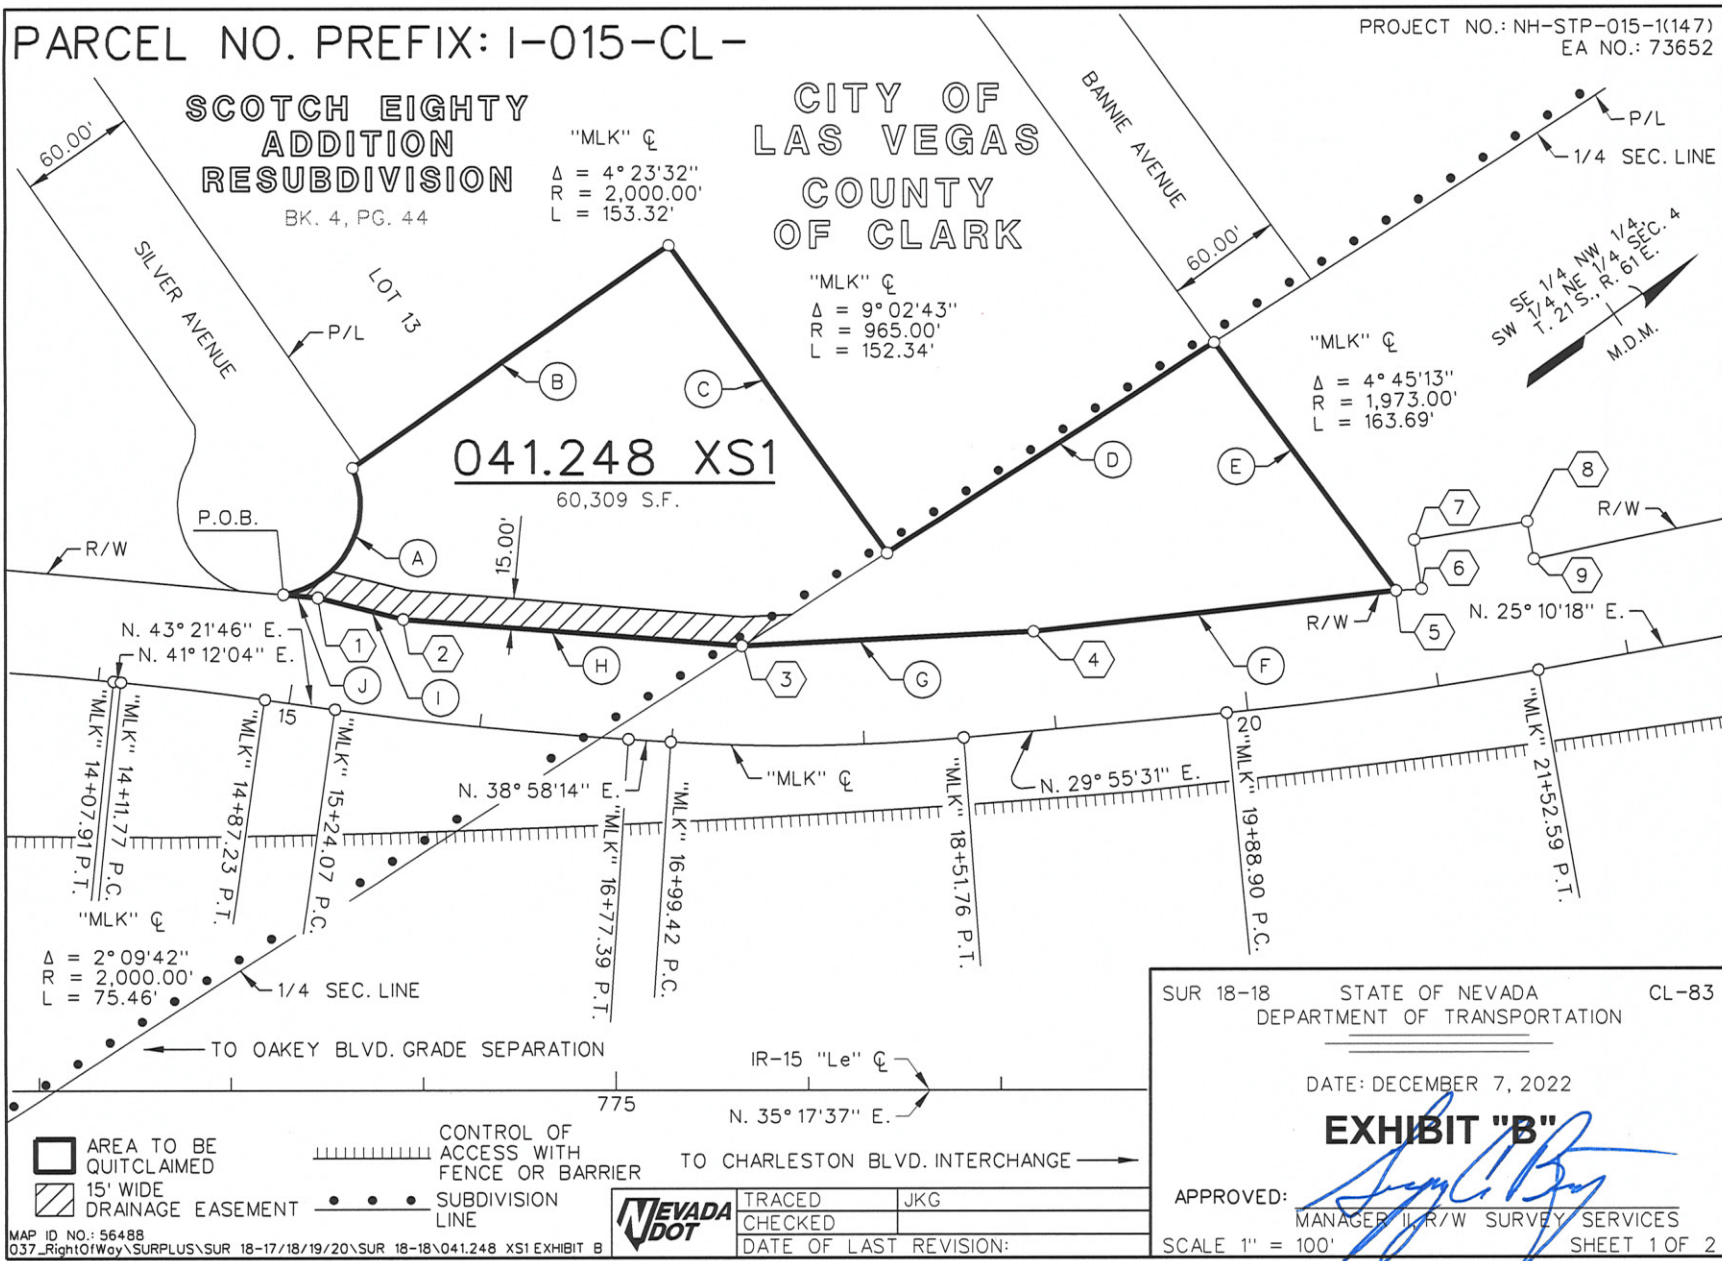 PARCEL NO. PREFIX: I-015-CL-
PROJECT NO.: NH-STP-015-1(147)
EA NO.: 73652
SCOTCH EIGHTY
ADDITION
RESUBDIVISION
BK. 4, PG. 44
"MLK" ℄
Δ = 4°23'32"
R = 2,000.00'
L = 153.32'
CITY OF
LAS VEGAS
COUNTY
OF CLARK
"MLK" ℄
Δ = 9°02'43"
R = 965.00'
L = 152.34'
BANNIE AVENUE
60.00'
P/L
1/4 SEC. LINE
SE 1/4 NW 1/4,
SW 1/4 NE 1/4 SEC. 4
T. 21 S., R. 61 E.
M.D.M.
"MLK" ℄
Δ = 4°45'13"
R = 1,973.00'
L = 163.69'
60.00'
SILVER AVENUE
LOT 13
P/L
B
C
D
E
041.248 XS1
60,309 S.F.
P.O.B.
R/W
A
15.00'
7
8
R/W
6
9
5
R/W
N. 25°10'18" E.
N. 43°21'46" E.
N. 41°12'04" E.
1
2
3
4
J
I
H
G
F
15
20
"MLK" ℄
N. 38°58'14" E.
N. 29°55'31" E.
"MLK" 14+07.91 P.T.
"MLK" 14+11.77 P.C.
"MLK" 14+87.23 P.T.
"MLK" 15+24.07 P.C.
"MLK" 16+77.39 P.T.
"MLK" 16+99.42 P.C.
"MLK" 18+51.76 P.T.
"MLK" 19+88.90 P.C.
"MLK" 21+52.59 P.T.
"MLK" ℄
Δ = 2°09'42"
R = 2,000.00'
L = 75.46'
1/4 SEC. LINE
TO OAKEY BLVD. GRADE SEPARATION
IR-15 "Le" ℄
775
N. 35°17'37" E.
TO CHARLESTON BLVD. INTERCHANGE
AREA TO BE
QUITCLAIMED
15' WIDE
DRAINAGE EASEMENT
CONTROL OF
ACCESS WITH
FENCE OR BARRIER
SUBDIVISION
LINE
MAP ID NO.: 56488
037_RightOfWay\SURPLUS\SUR 18-17/18/19/20\SUR 18-18\041.248 XS1 EXHIBIT B
NEVADA
DOT
TRACED JKG
CHECKED
DATE OF LAST REVISION:
SUR 18-18 STATE OF NEVADA CL-83
DEPARTMENT OF TRANSPORTATION
DATE: DECEMBER 7, 2022
EXHIBIT "B"
APPROVED:
MANAGER II, R/W SURVEY SERVICES
SCALE 1" = 100' SHEET 1 OF 2